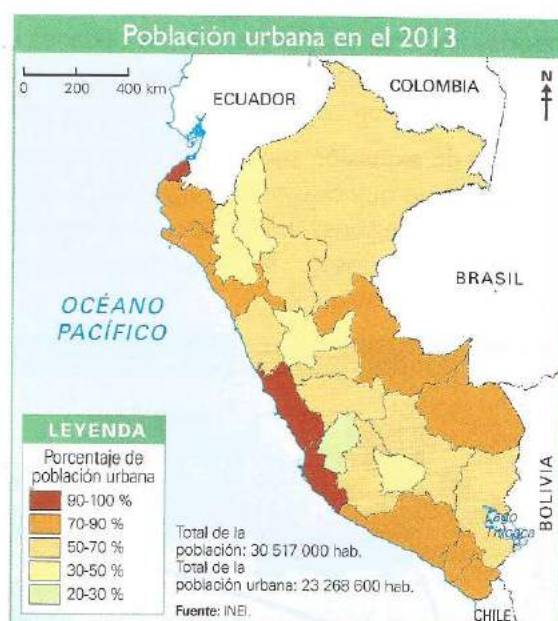 Población urbana en el 2013
0 200 400 km
ECUADOR
COLOMBIA
N
BRASIL
OCÉANO
PACÍFICO
BOLIVIA
Lago
Titicaca
CHILE
LEYENDA
Porcentaje de
población urbana
90-100 %
70-90 %
50-70 %
30-50 %
20-30 %
Total de la
población: 30 517 000 hab.
Total de la
población urbana: 23 268 600 hab.
Fuente: INEI.